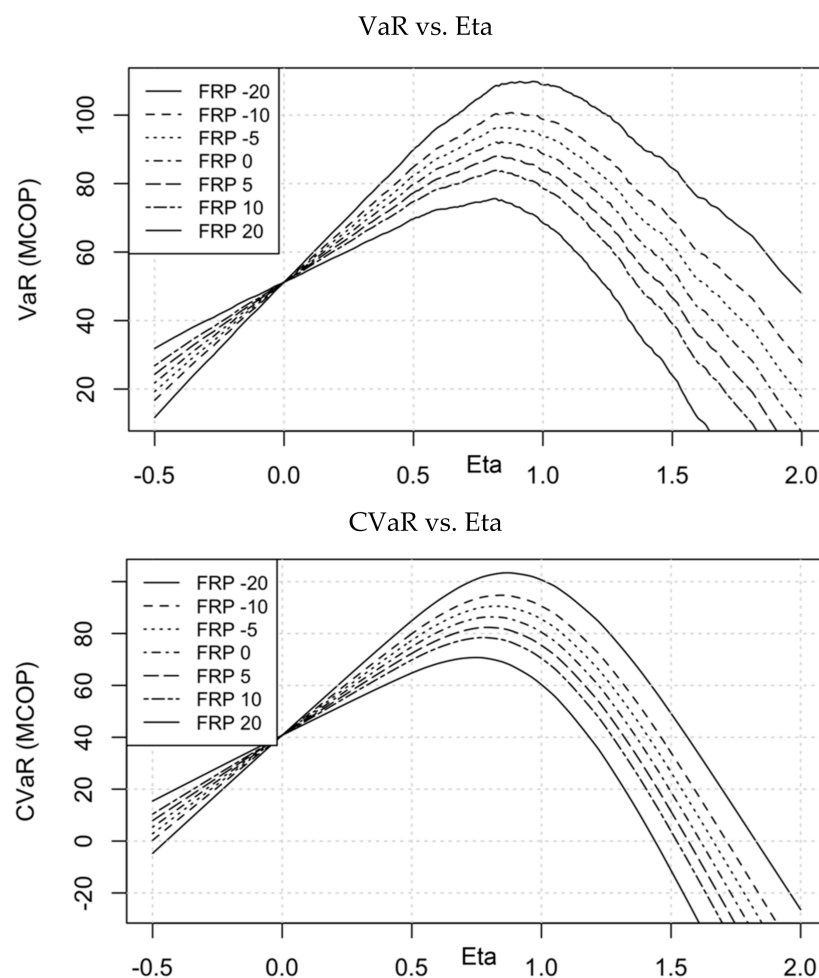 VaR vs. Eta
FRP -20
FRP -10
FRP -5
FRP 0
FRP 5
FRP 10
FRP 20
VaR (MCOP)
100
80
60
40
20
-0.5
0.0
0.5
1.0
1.5
2.0
Eta
CVaR vs. Eta
FRP -20
FRP -10
FRP -5
FRP 0
FRP 5
FRP 10
FRP 20
CVaR (MCOP)
80
60
40
20
0
-20
-0.5
0.0
0.5
1.0
1.5
2.0
Eta